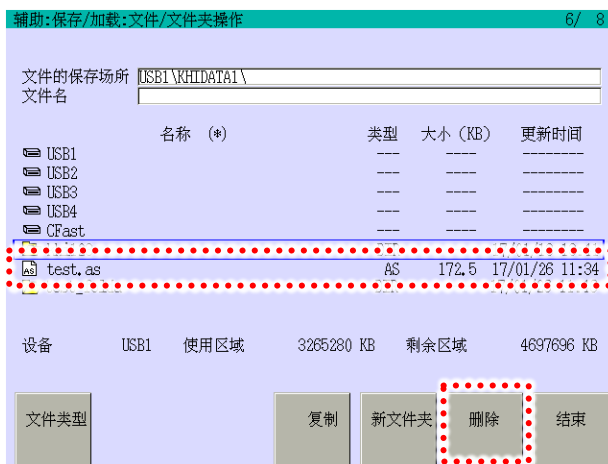 辅助:保存/加载:文件/文件夹操作 6/ 8
文件的保存场所 USB1\KHIDATA1\
文件名
名称 (*) 类型 大小 (KB) 更新时间
USB1 --- ---- --------
USB2 --- ---- --------
USB3 --- ---- --------
USB4 --- ---- --------
CFast --- ---- --------
AS test.as AS 172.5 17/01/26 11:34
设备 USB1 使用区域 3265280 KB 剩余区域 4697696 KB
文件类型 复制 新文件夹 删除 结束